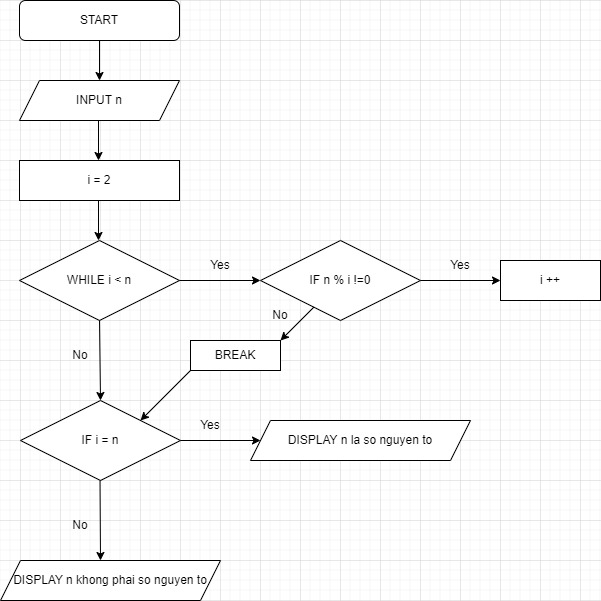 START
INPUT n
i = 2
WHILE i < n
Yes
IF n % i !=0
Yes
i ++
No
BREAK
No
IF i = n
Yes
DISPLAY n la so nguyen to
No
DISPLAY n khong phai so nguyen to